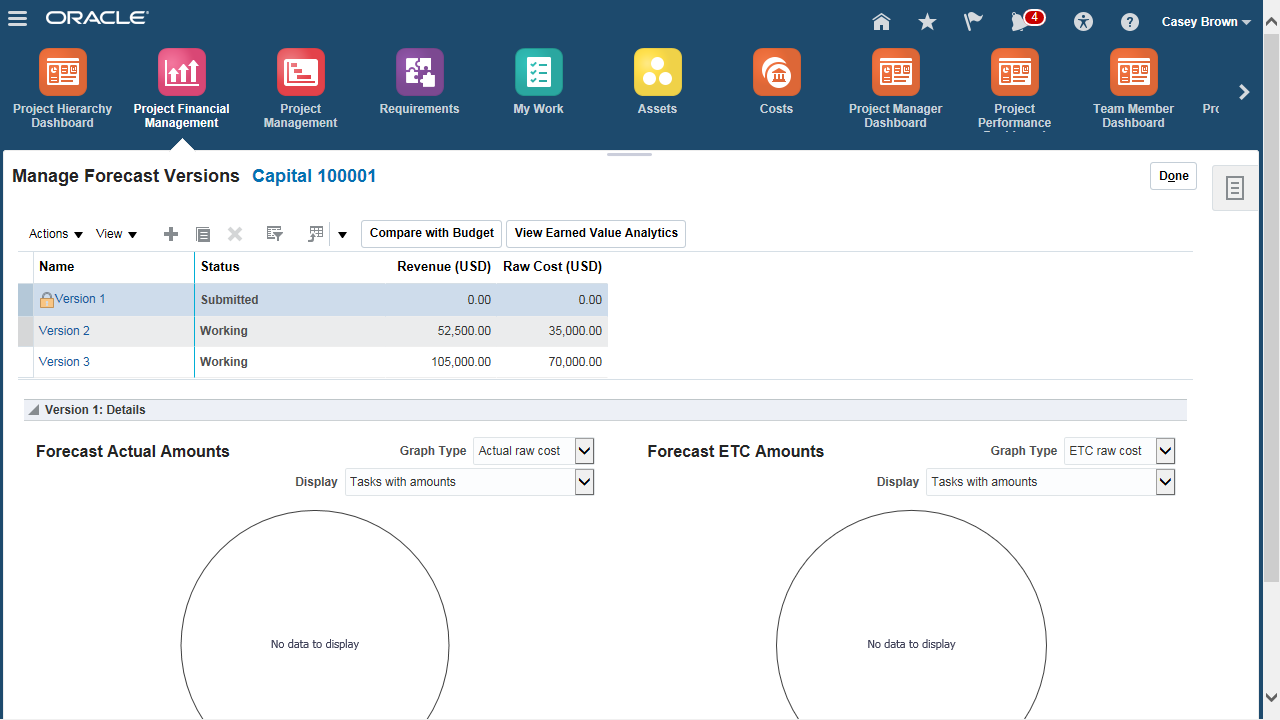 ORACLE
4
Casey Brown
Project Hierarchy
Dashboard
Project Financial
Management
Project
Management
Requirements
My Work
Assets
Costs
Project Manager
Dashboard
Project
Performance
Team Member
Dashboard
Manage Forecast Versions Capital 100001
Done
Actions View Compare with Budget View Earned Value Analytics
Name Status Revenue (USD) Raw Cost (USD)
Version 1 Submitted 0.00 0.00
Version 2 Working 52,500.00 35,000.00
Version 3 Working 105,000.00 70,000.00
Version 1: Details
Forecast Actual Amounts Graph Type Actual raw cost
Display Tasks with amounts
No data to display
Forecast ETC Amounts Graph Type ETC raw cost
Display Tasks with amounts
No data to display